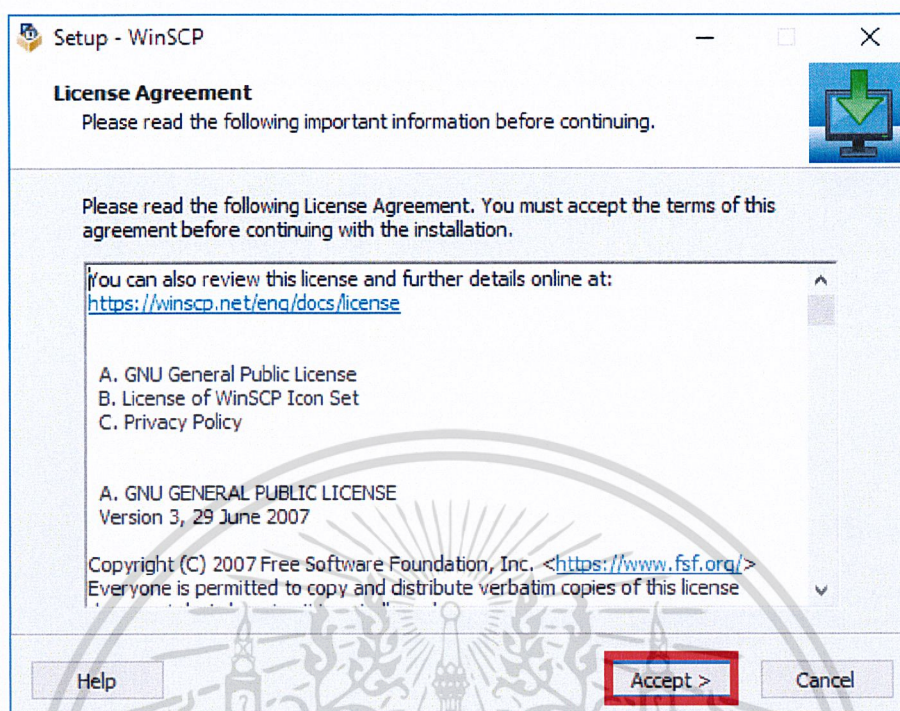 Setup - WinSCP
License Agreement
Please read the following important information before continuing.
Please read the following License Agreement. You must accept the terms of this
agreement before continuing with the installation.
You can also review this license and further details online at:
https://winscp.net/eng/docs/license
A. GNU General Public License
B. License of WinSCP Icon Set
C. Privacy Policy
A. GNU GENERAL PUBLIC LICENSE
Version 3, 29 June 2007
Copyright (C) 2007 Free Software Foundation, Inc. <https://www.fsf.org/>
Everyone is permitted to copy and distribute verbatim copies of this license
Help
Accept >
Cancel